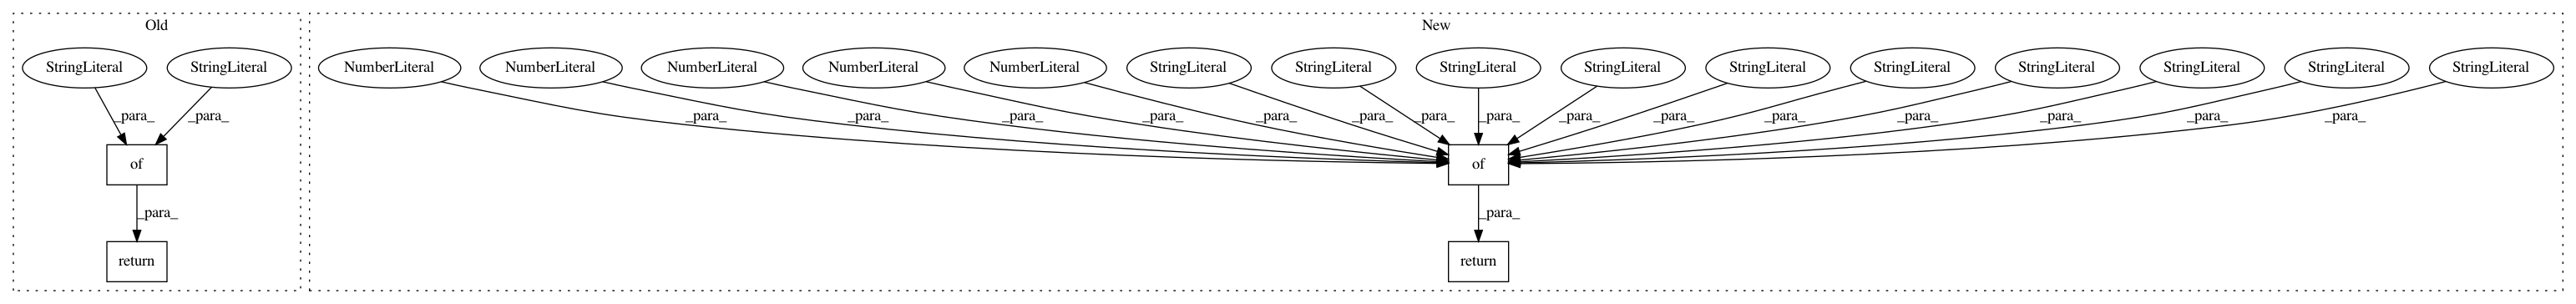 Old
New
StringLiteral StringLiteral
NumberLiteral NumberLiteral NumberLiteral NumberLiteral NumberLiteral StringLiteral StringLiteral StringLiteral StringLiteral StringLiteral StringLiteral StringLiteral StringLiteral StringLiteral StringLiteral
_para_ _para_
_para_ _para_ _para_ _para_ _para_ _para_ _para_ _para_ _para_ _para_ _para_ _para_ _para_ _para_ _para_
of
of
_para_
_para_
return
return